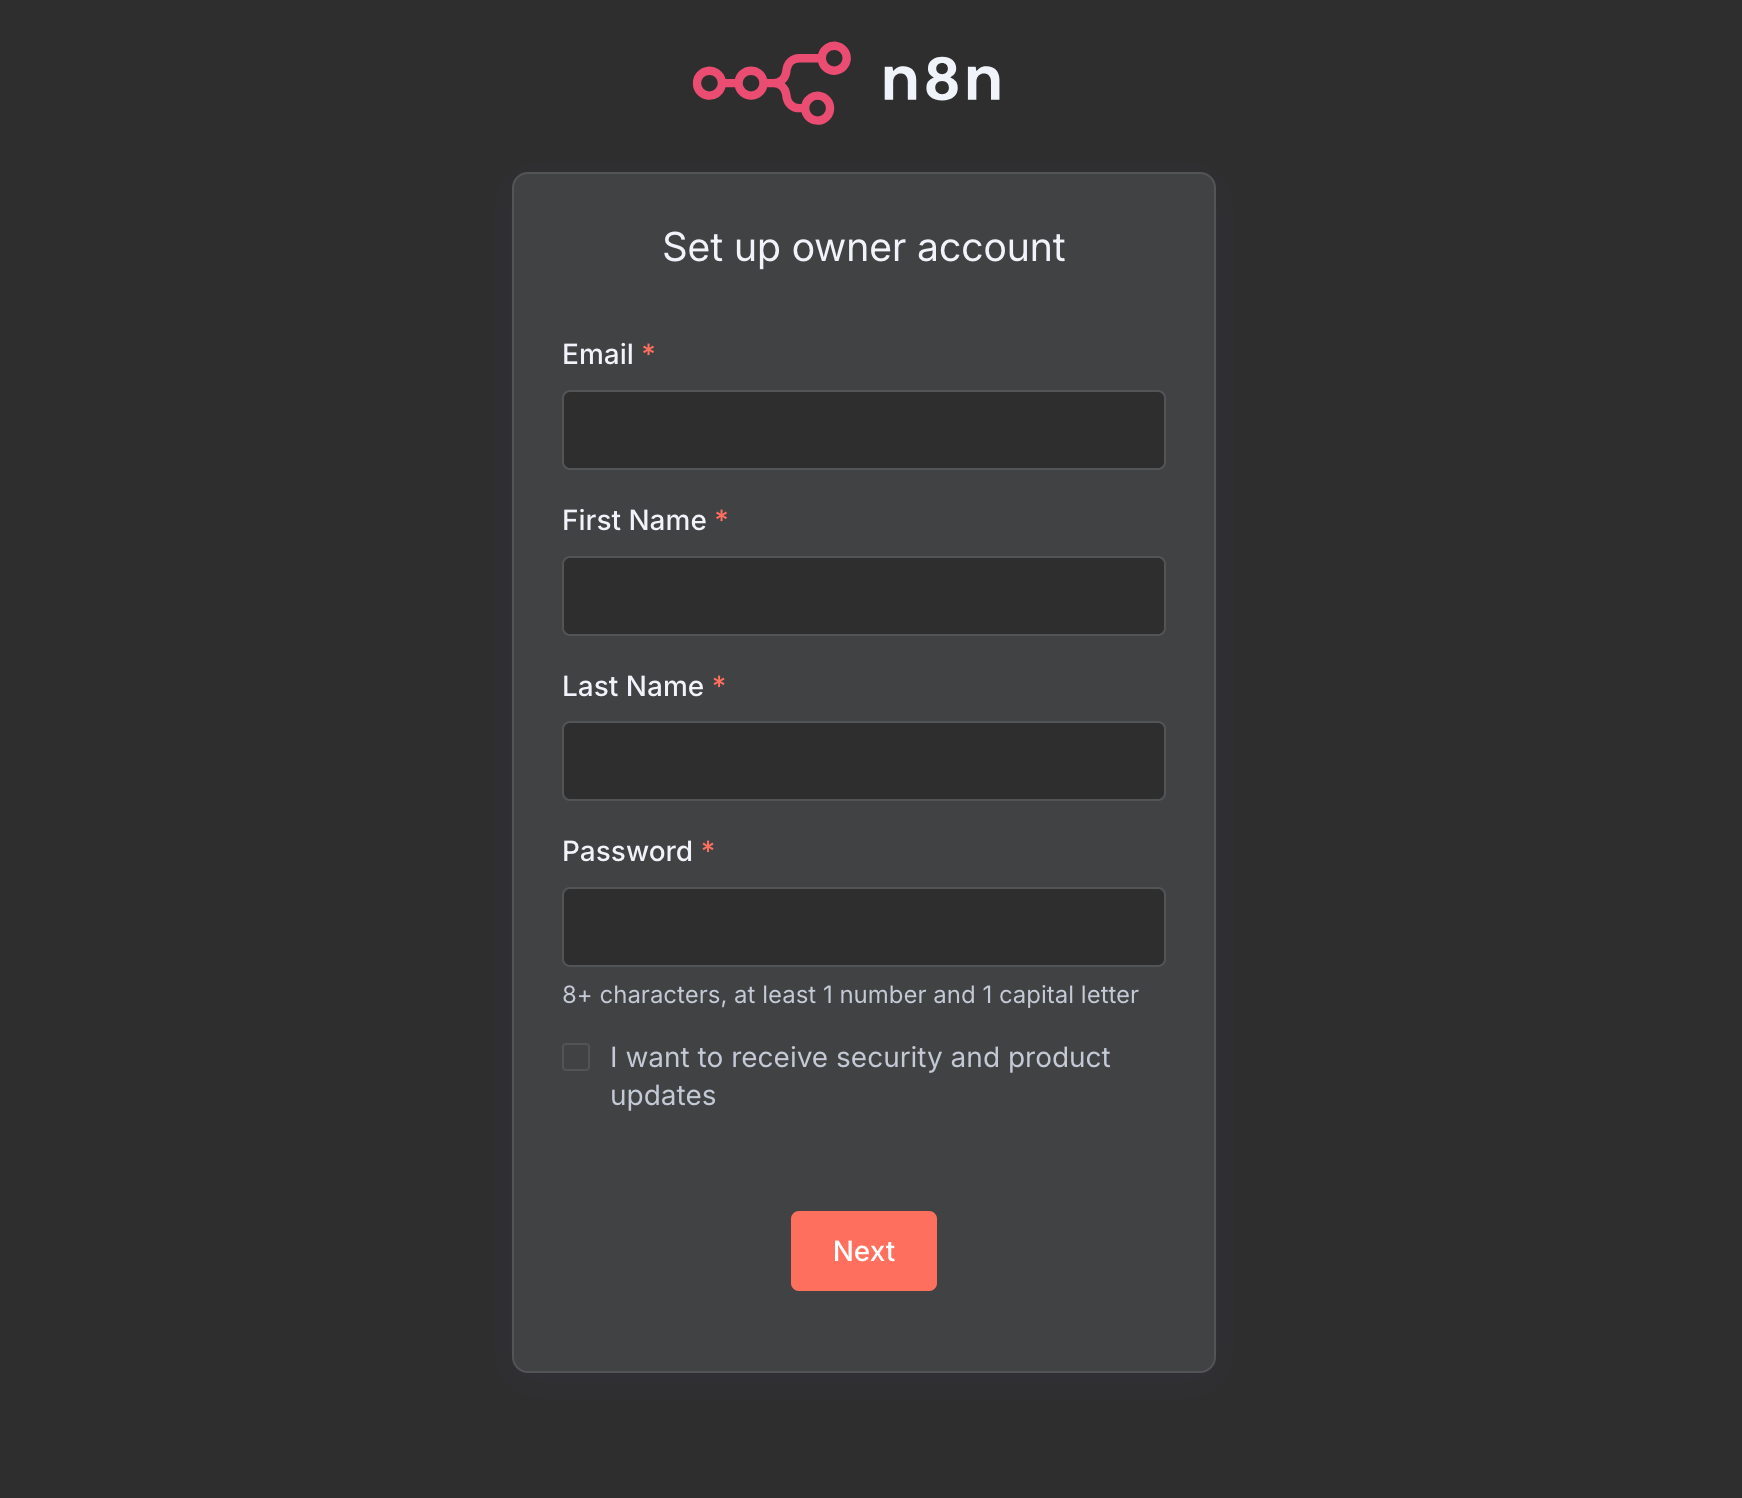 n8n
Set up owner account
Email *
First Name *
Last Name *
Password *
8+ characters, at least 1 number and 1 capital letter
I want to receive security and product
updates
Next